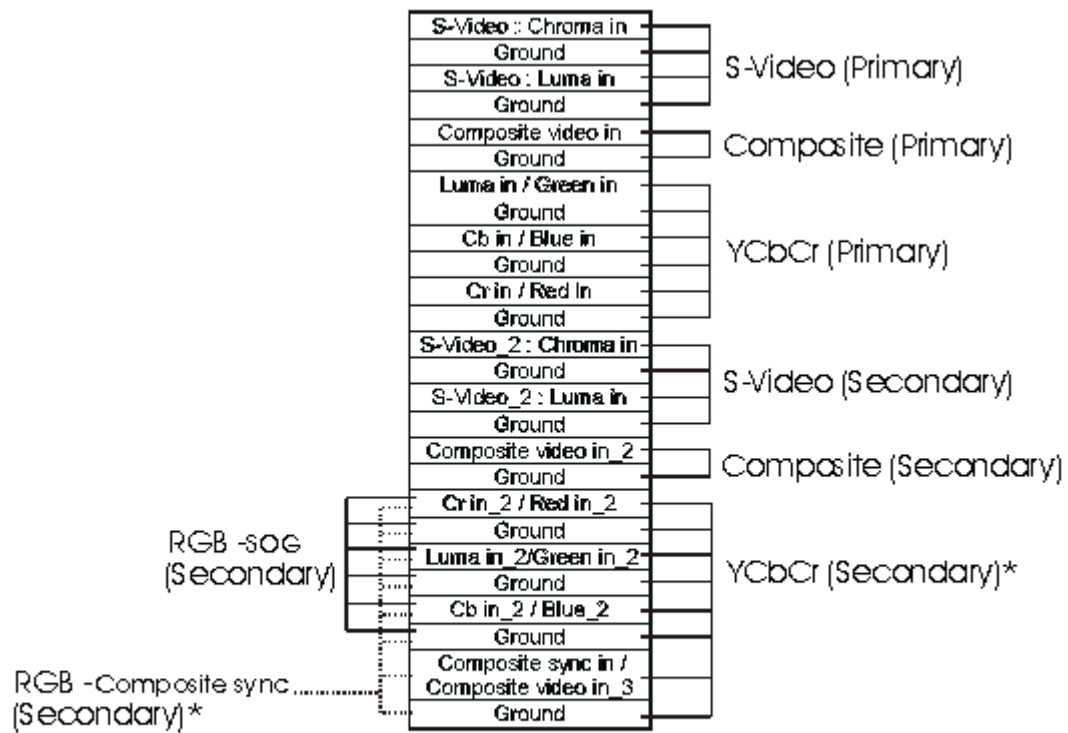 S-Video : Chroma in
Ground
S-Video : Luma in
Ground
S-Video (Primary)
Composite video in
Ground
Composite (Primary)
Luma in / Green in
Ground
Cb in / Blue in
Ground
Cr in / Red In
Ground
YCbCr (Primary)
S-Video_2 : Chroma in
Ground
S-Video_2 : Luma in
Ground
S-Video (Secondary)
Composite video in_2
Ground
Composite (Secondary)
Cr in_2 / Red in_2
Ground
Luma in_2/Green in_2
Ground
Cb in_2 / Blue_2
Ground
Composite sync in /
Composite video in_3
Ground
RGB -SOG
(Secondary)
YCbCr (Secondary)*
RGB -Composite sync
(Secondary)*